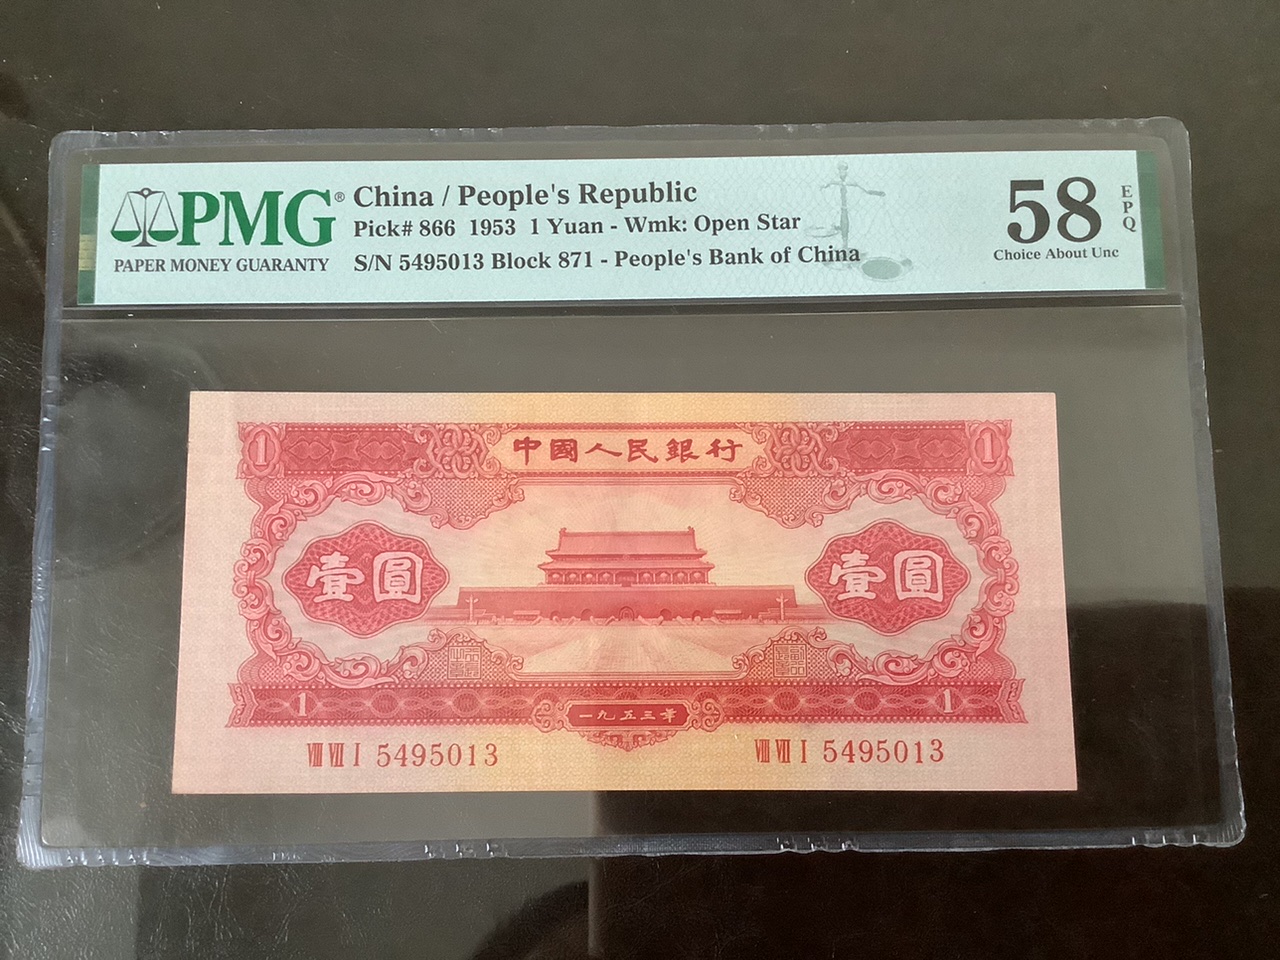 PMG®
PAPER MONEY GUARANTY
China / People's Republic
Pick# 866 1953 1 Yuan - Wmk: Open Star
S/N 5495013 Block 871 - People's Bank of China
58
EPQ
Choice About Unc
1 中國人民銀行 1
壹圓 壹圓
1 一九五三年 1
VIII VII I 5495013 VIII VII I 5495013